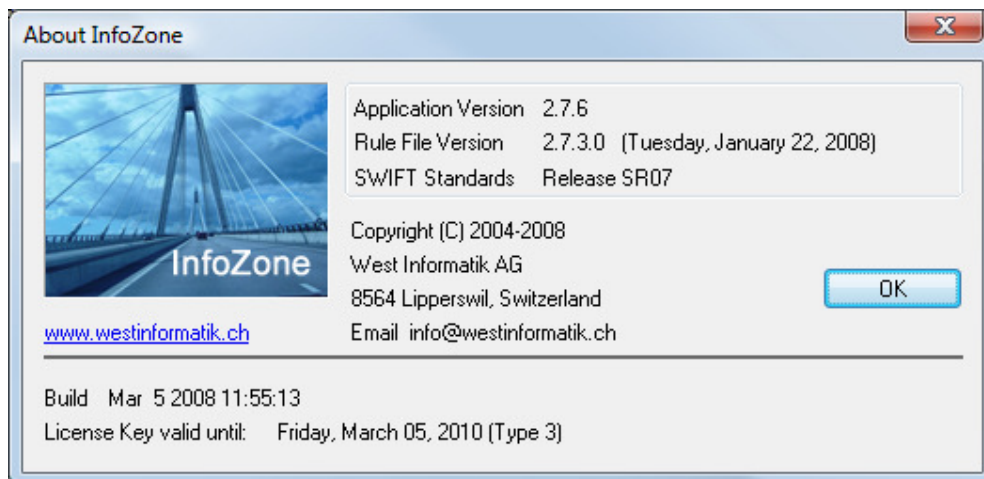 About InfoZone
InfoZone
Application Version 2.7.6
Rule File Version 2.7.3.0 (Tuesday, January 22, 2008)
SWIFT Standards Release SR07
Copyright (C) 2004-2008
West Informatik AG
8564 Lipperswil, Switzerland
Email info@westinformatik.ch
OK
www.westinformatik.ch
Build Mar 5 2008 11:55:13
License Key valid until: Friday, March 05, 2010 (Type 3)